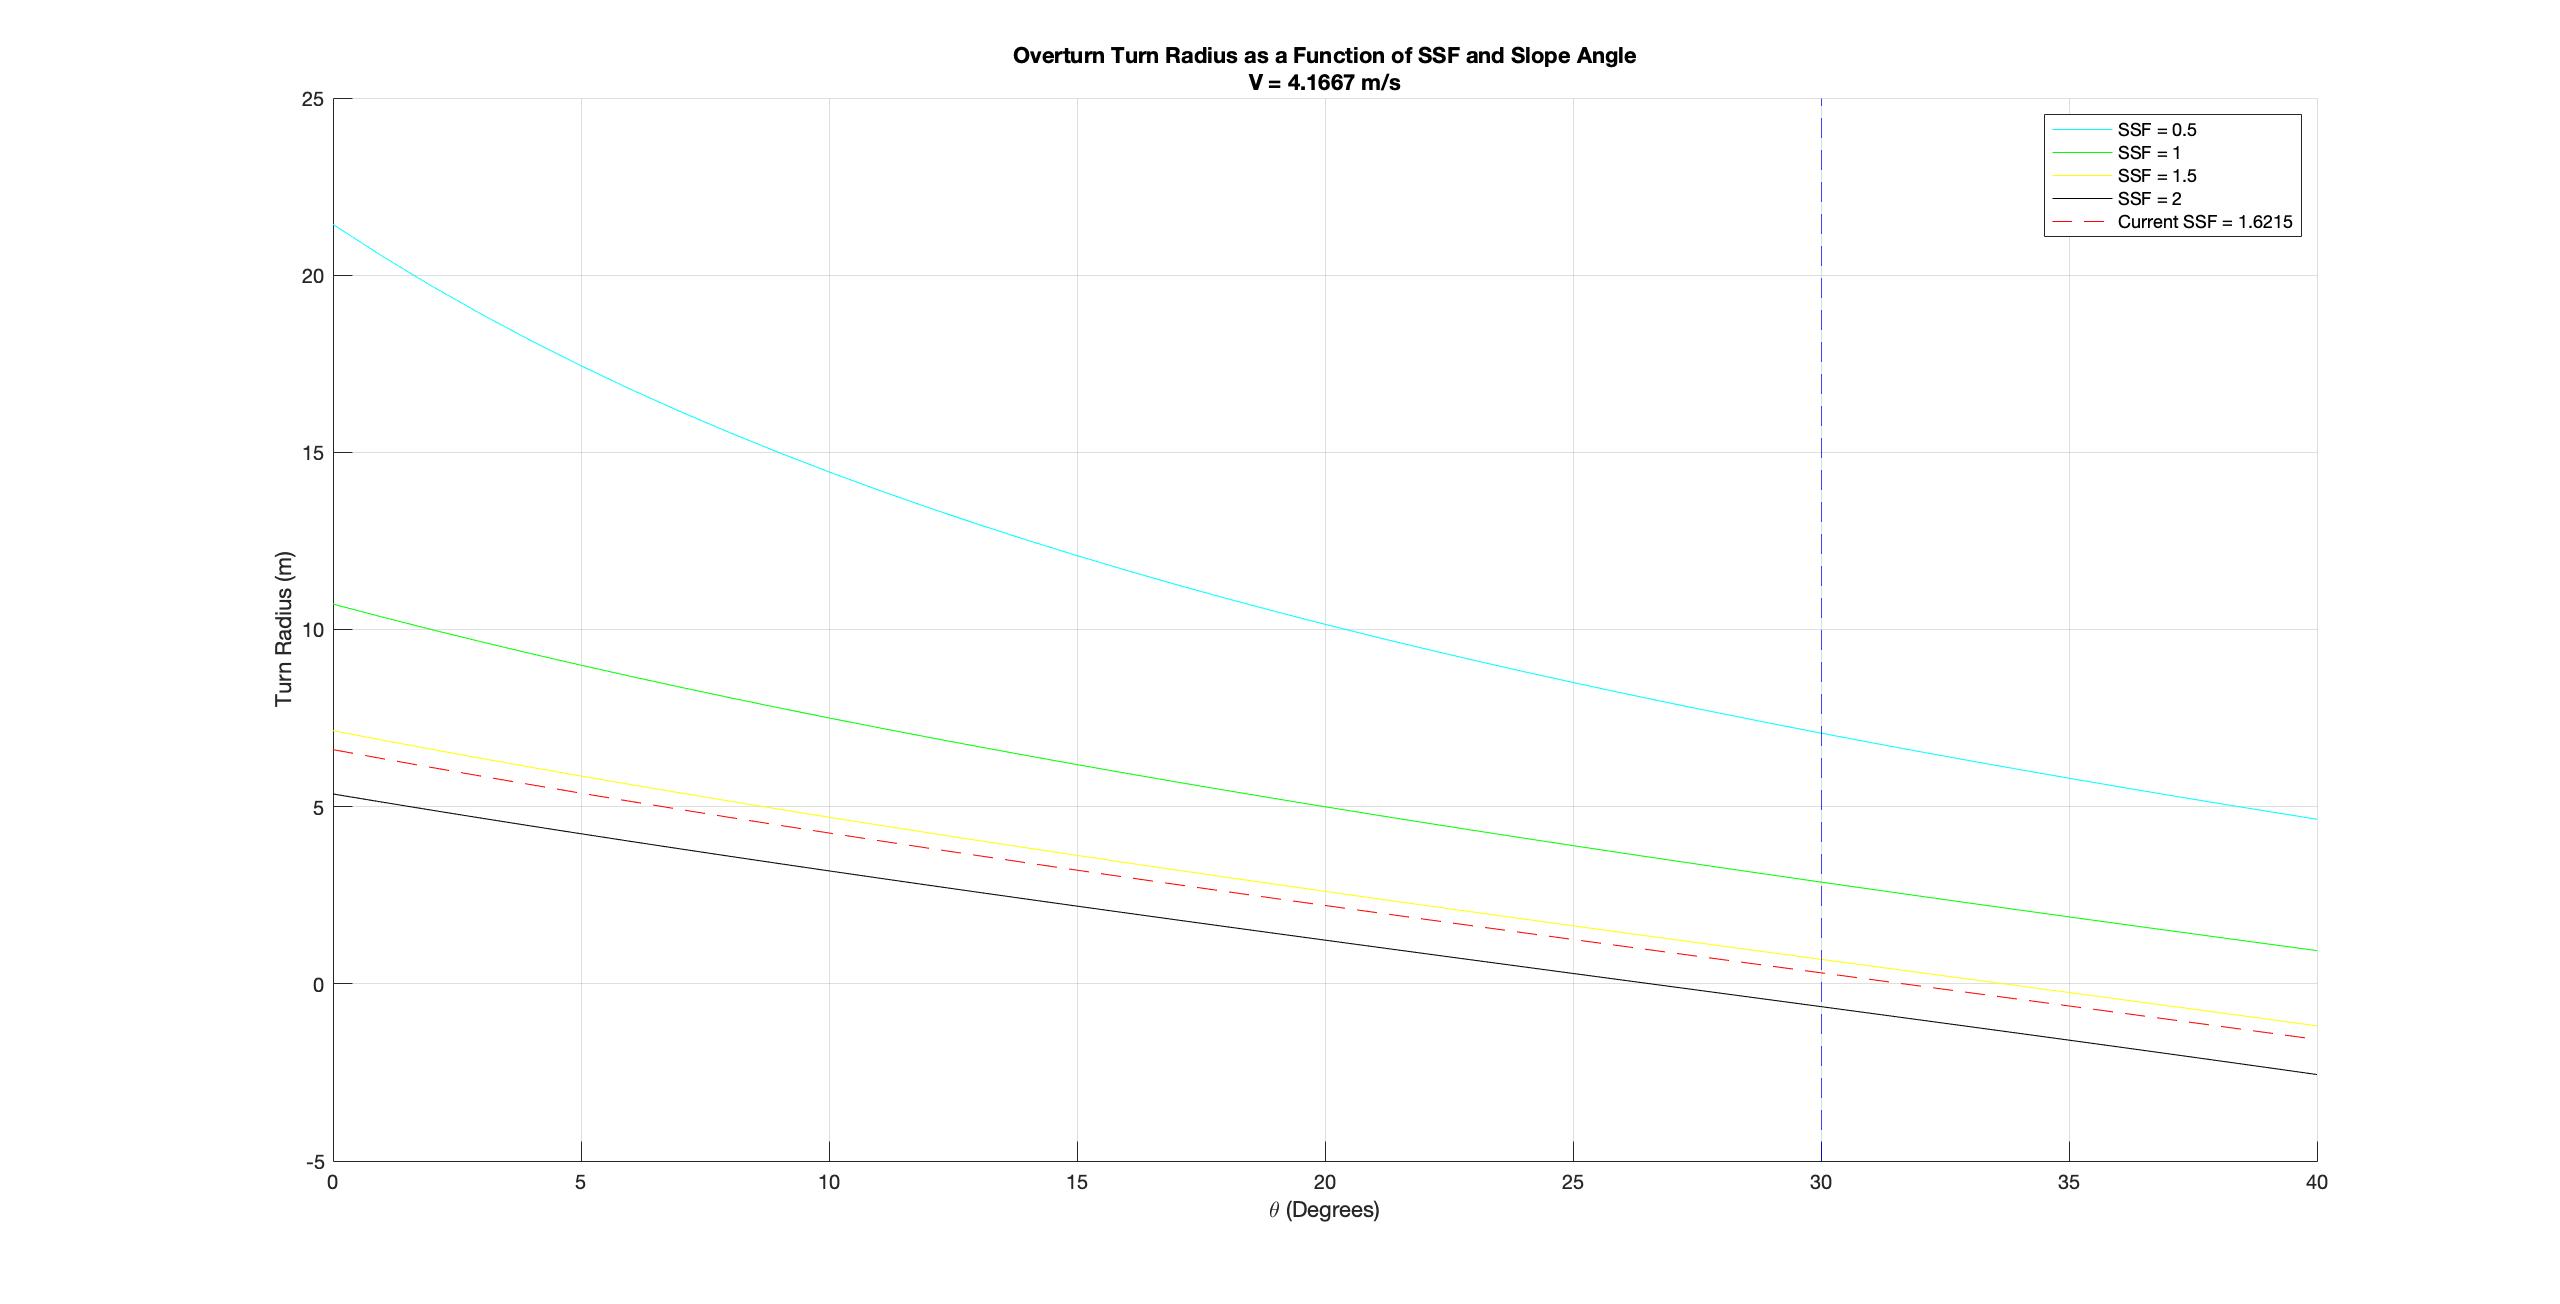 Overturn Turn Radius as a Function of SSF and Slope Angle
V = 4.1667 m/s
25
20
15
10
5
0
-5
Turn Radius (m)
SSF = 0.5
SSF = 1
SSF = 1.5
SSF = 2
Current SSF = 1.6215
0 5 10 15 20 25 30 35 40
θ (Degrees)